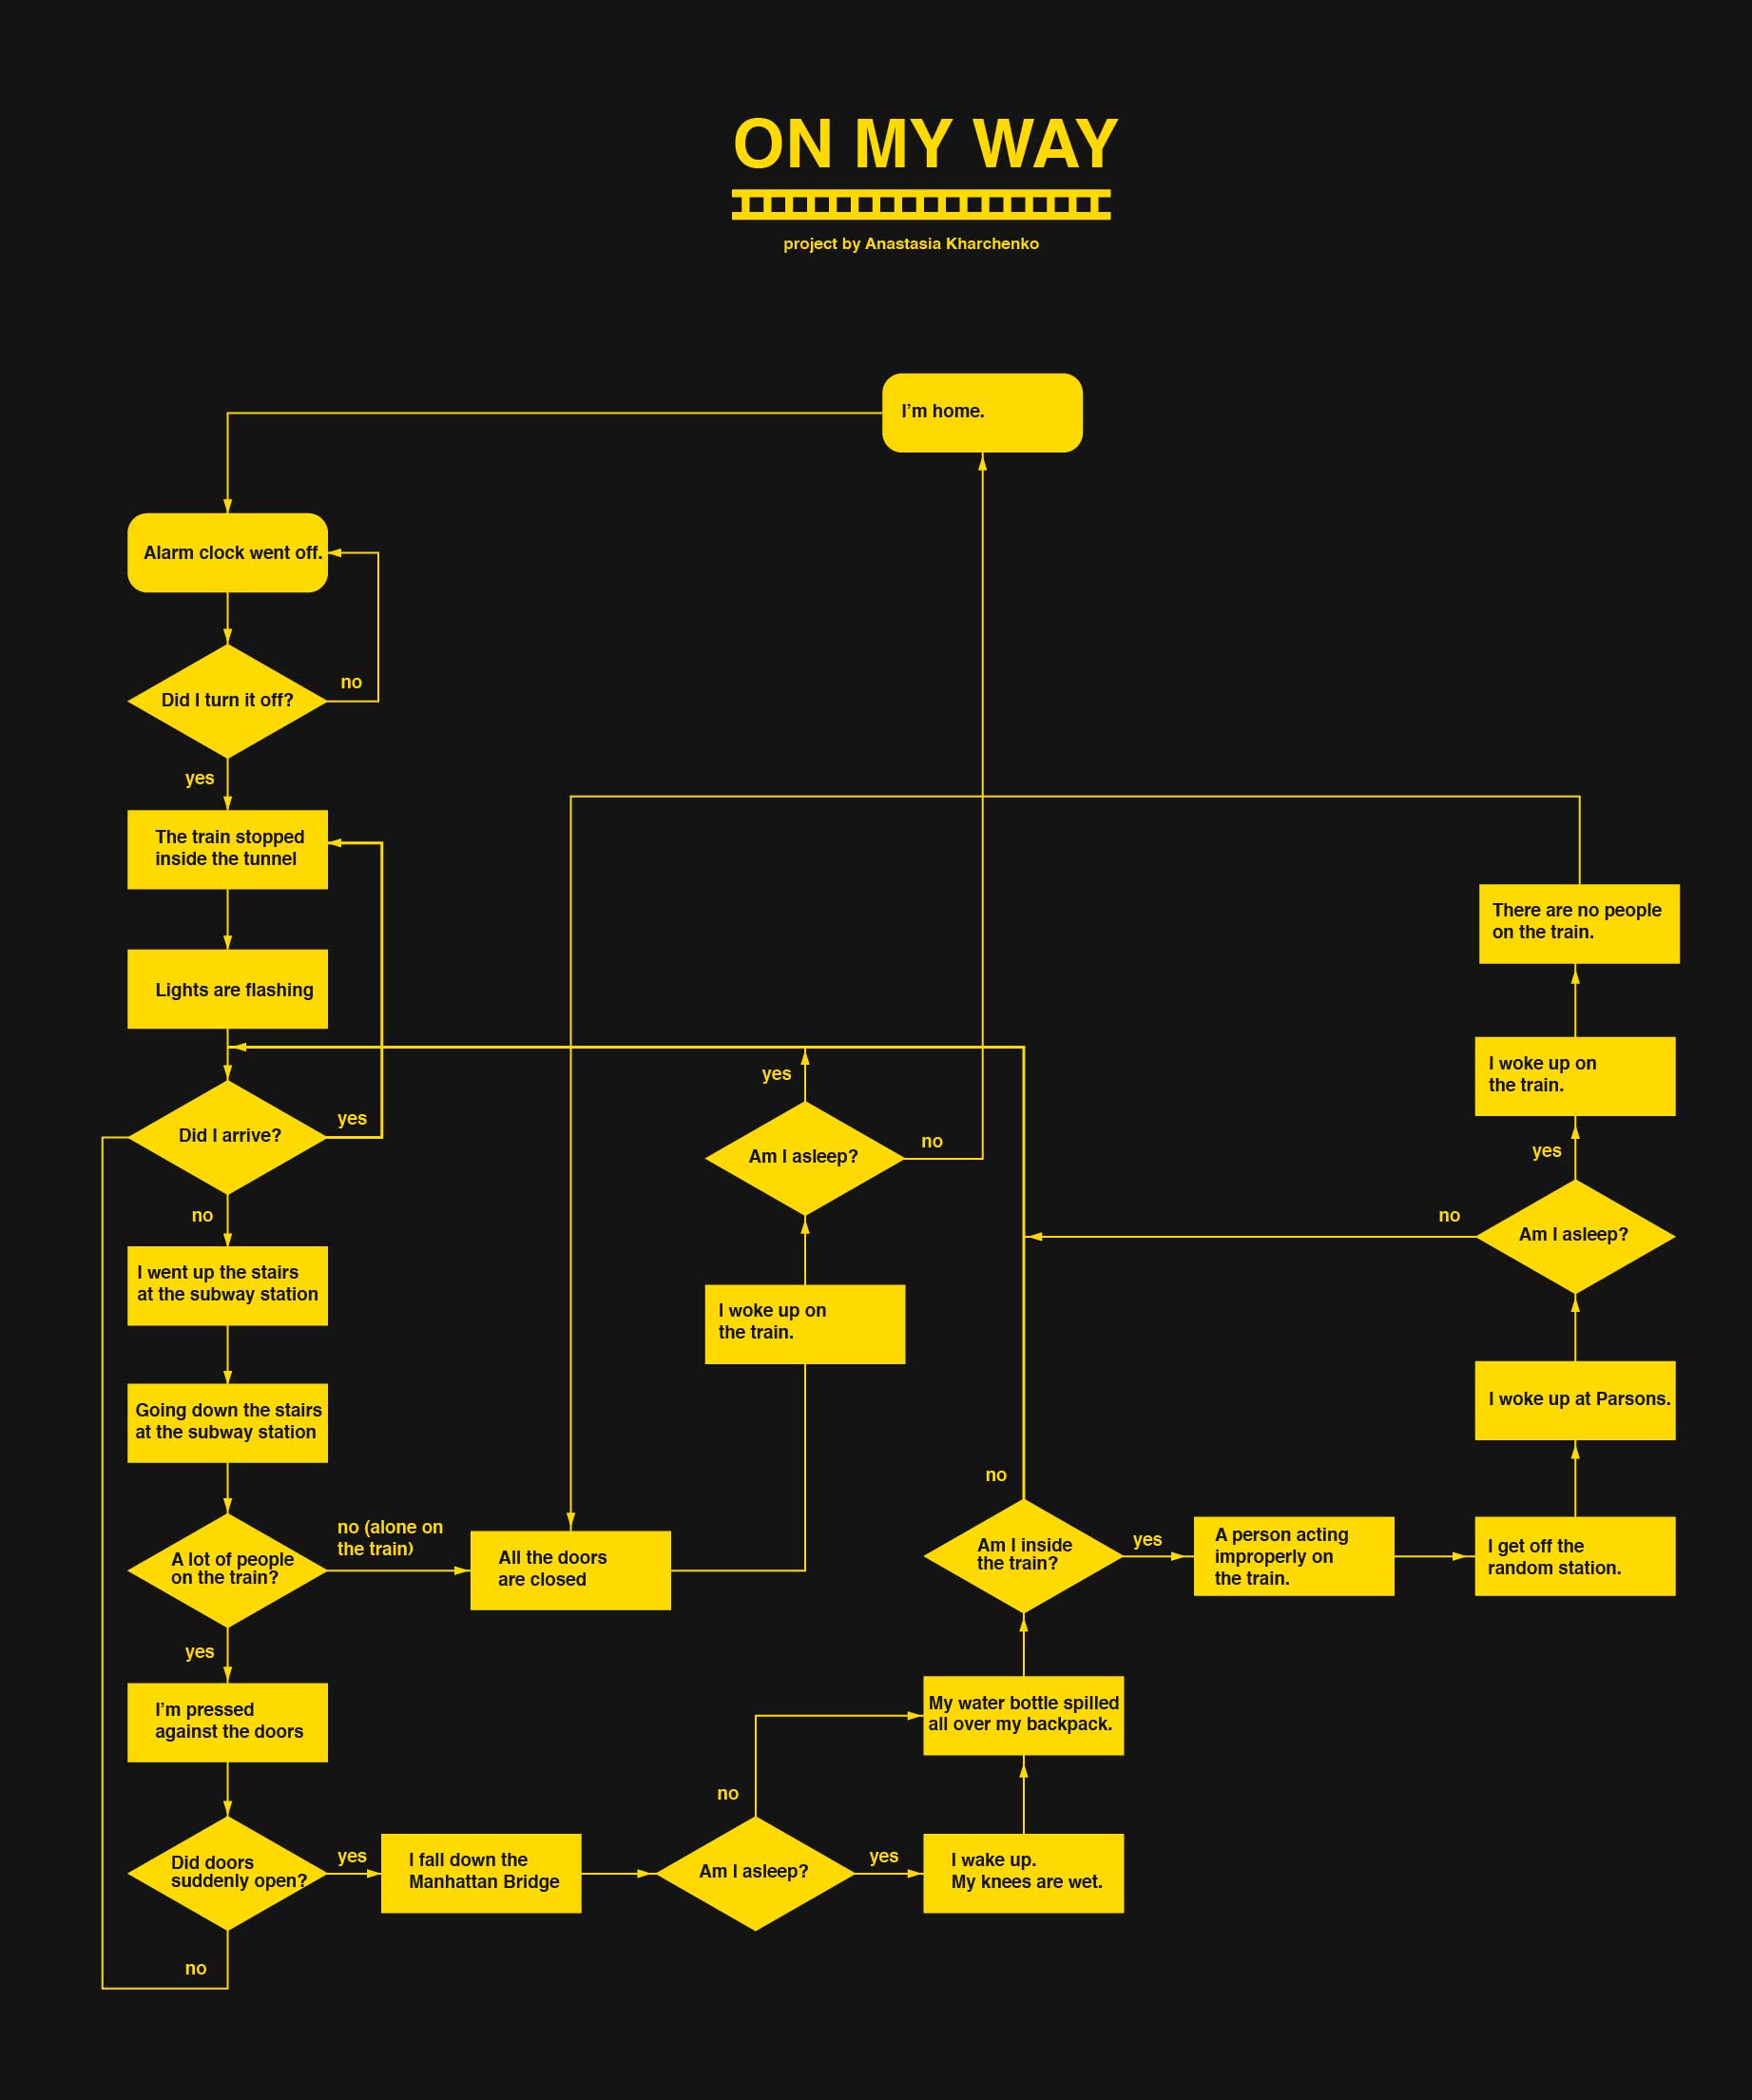 ON MY WAY
project by Anastasia Kharchenko
I’m home.
Alarm clock went off.
Did I turn it off?
no
yes
The train stopped
inside the tunnel
Lights are flashing
Did I arrive?
yes
no
I went up the stairs
at the subway station
Going down the stairs
at the subway station
A lot of people
on the train?
no (alone on
the train)
yes
I’m pressed
against the doors
Did doors
suddenly open?
yes
no
All the doors
are closed
I woke up on
the train.
Am I asleep?
yes
no
I fall down the
Manhattan Bridge
Am I asleep?
no
yes
I wake up.
My knees are wet.
My water bottle spilled
all over my backpack.
Am I inside
the train?
no
yes
A person acting
improperly on
the train.
I get off the
random station.
I woke up at Parsons.
Am I asleep?
no
yes
I woke up on
the train.
There are no people
on the train.